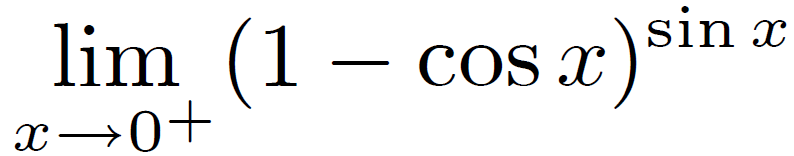 lim x→0⁺ (1 − cos x)^{sin x}